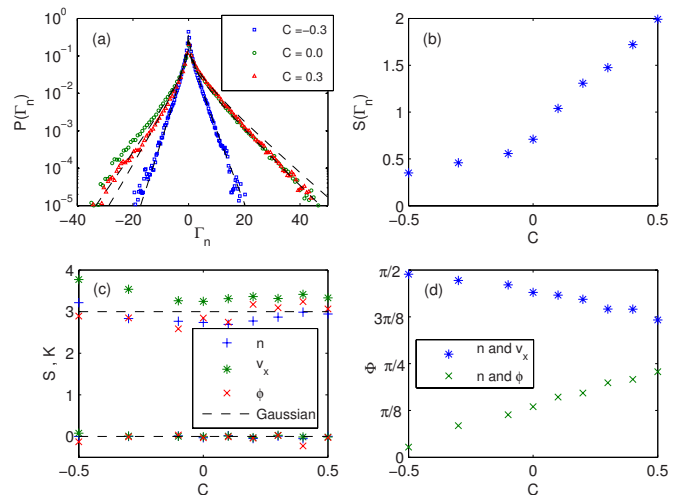 (a)
C =−0.3
C = 0.0
C = 0.3
P(Γn)
10^0
10^−1
10^−2
10^−3
10^−4
10^−5
−40 −20 0 20 40
Γn
(b)
S(Γn)
2
1.5
1
0.5
0
−0.5 0 0.5
C
(c)
S , K
4
3
2
1
0
n
vx
ϕ
Gaussian
−0.5 0 0.5
C
(d)
Φ
π/2
3π/8
π/4
π/8
n and vx
n and ϕ
−0.5 0 0.5
C